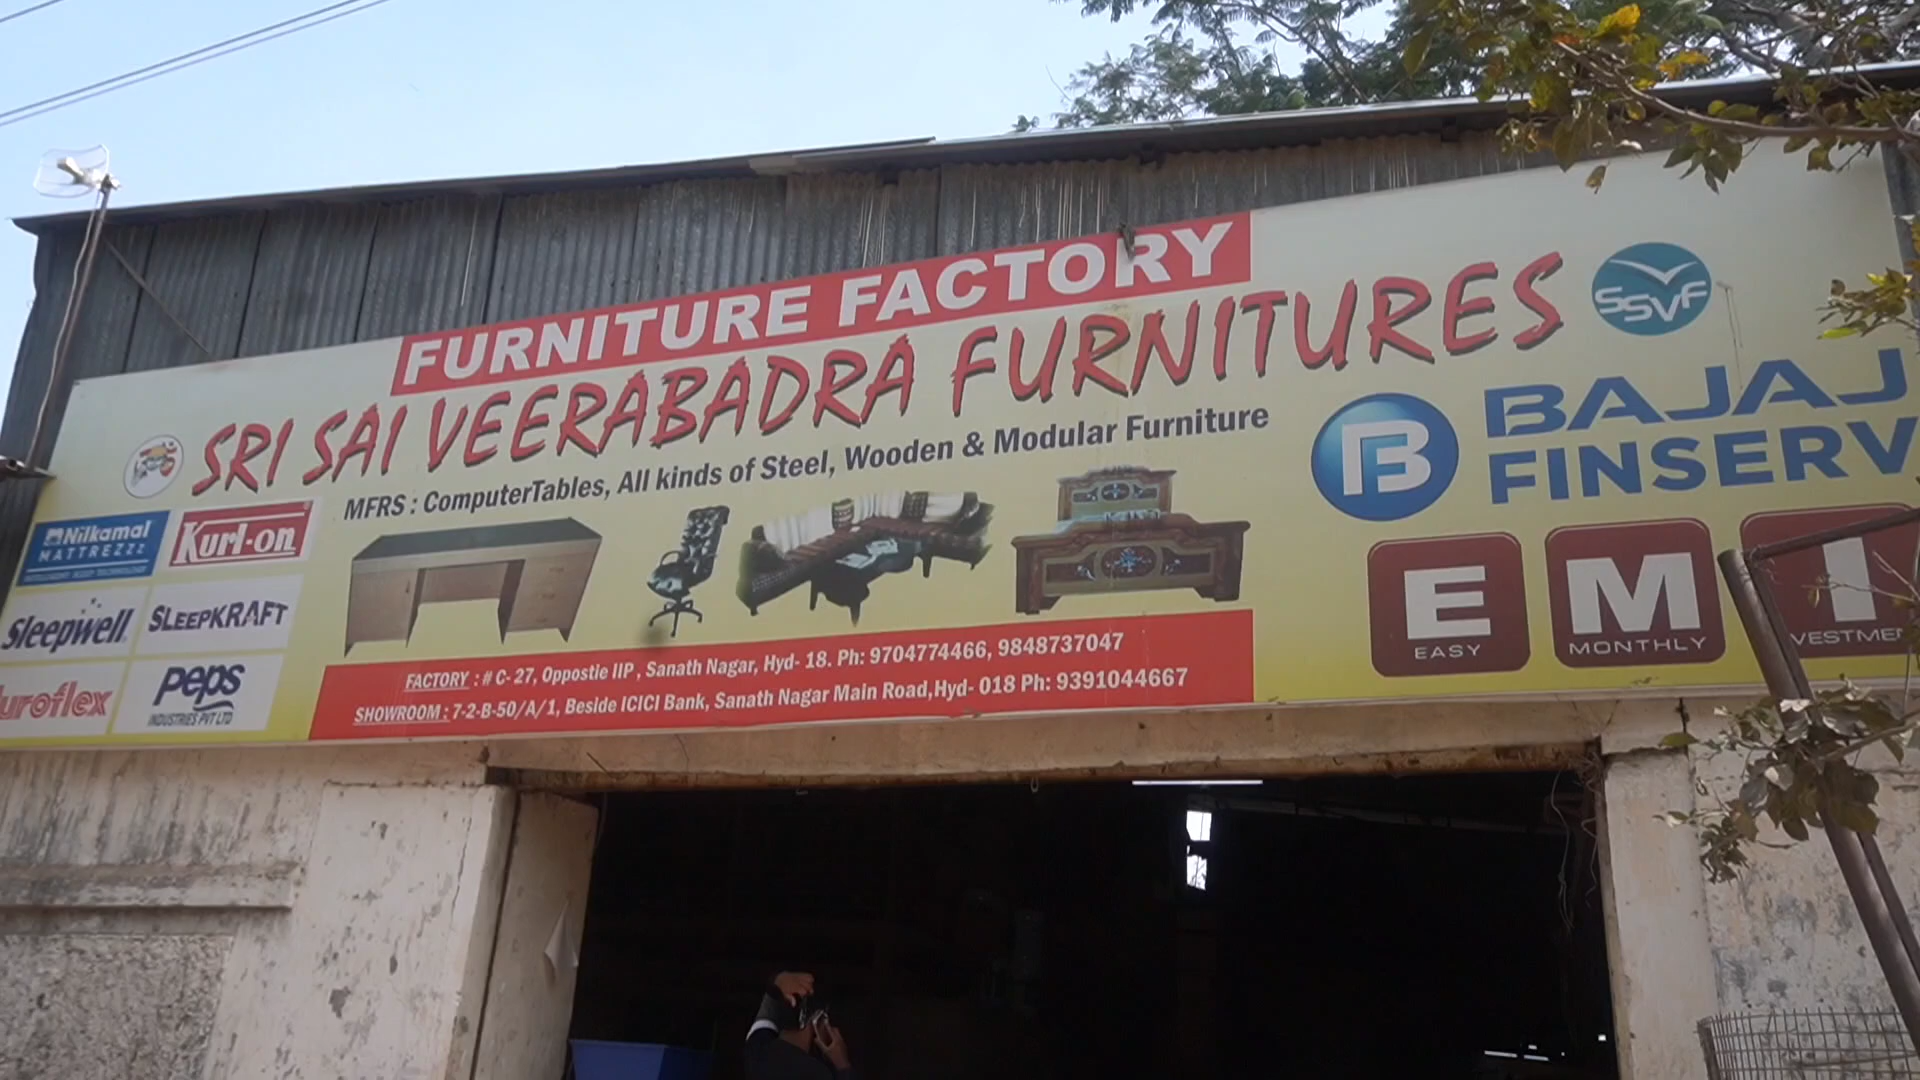 FURNITURE FACTORY
SRI SAI VEERABADRA FURNITURES
SSVF
MFRS : ComputerTables, All kinds of Steel, Wooden & Modular Furniture
Nilkamal
MATTREZZZ
Kurl-on
Sleepwell
SLEEPKRAFT
uroflex
Peps
INDUSTRIES PVT LTD
BAJAJ
FINSERV
E M I
EASY MONTHLY VESTMEN
FACTORY : # C- 27, Oppostie IIP , Sanath Nagar, Hyd- 18. Ph: 9704774466, 9848737047
SHOWROOM : 7-2-B-50/A/1, Beside ICICI Bank, Sanath Nagar Main Road,Hyd- 018 Ph: 9391044667